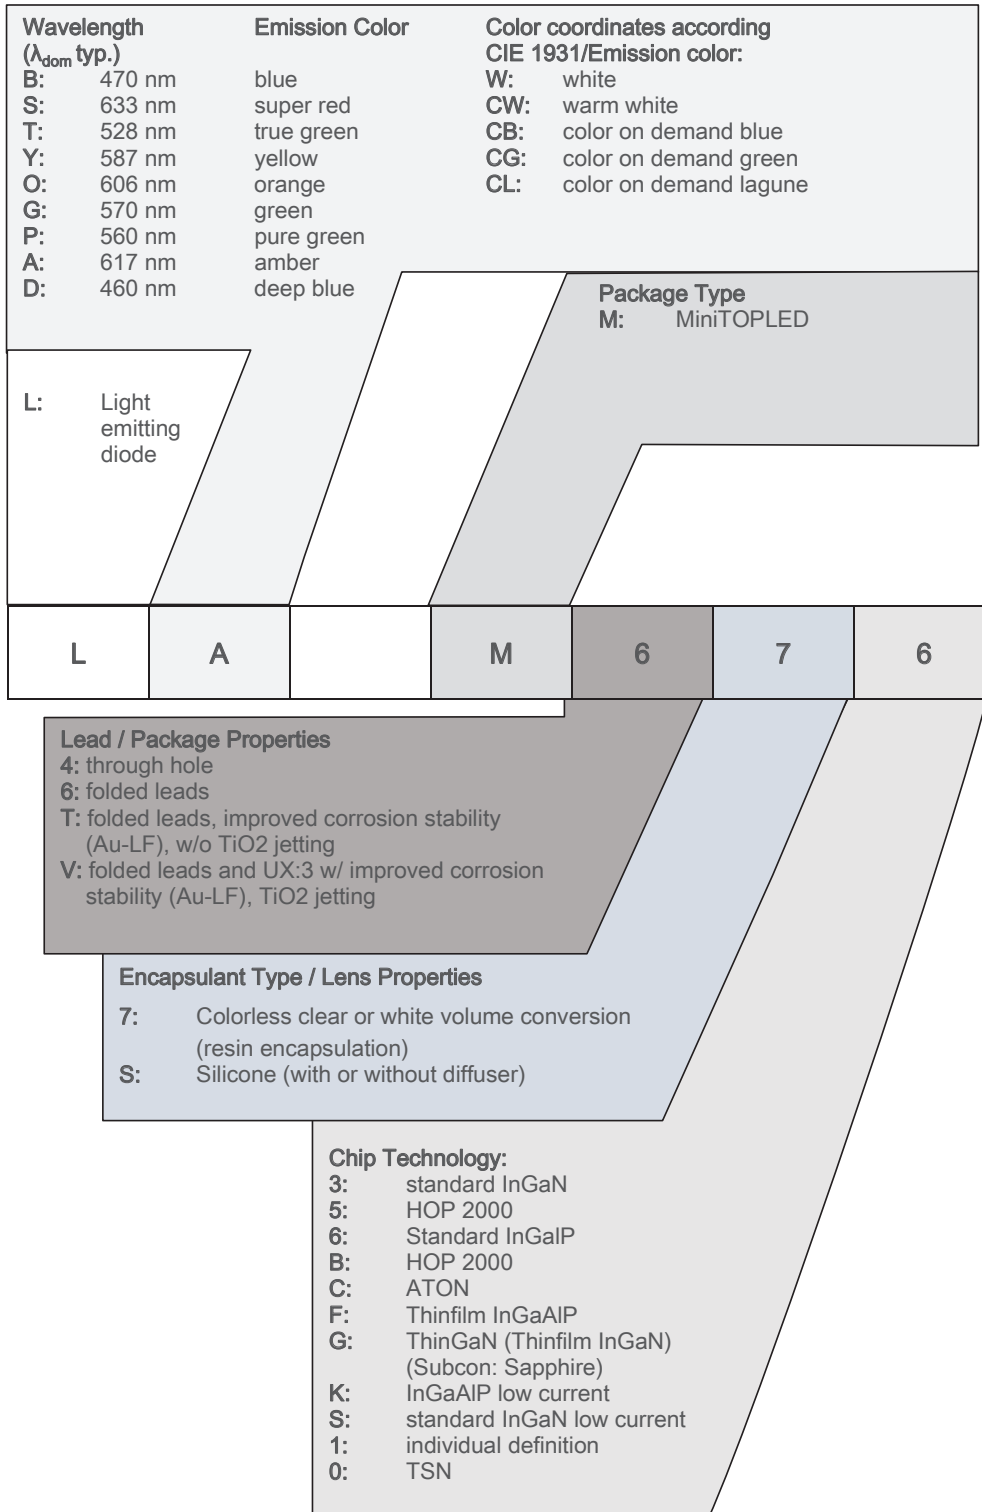 Wavelength Emission Color
(λdom typ.)
B: 470 nm blue
S: 633 nm super red
T: 528 nm true green
Y: 587 nm yellow
O: 606 nm orange
G: 570 nm green
P: 560 nm pure green
A: 617 nm amber
D: 460 nm deep blue
Color coordinates according
CIE 1931/Emission color:
W: white
CW: warm white
CB: color on demand blue
CG: color on demand green
CL: color on demand lagune
Package Type
M: MiniTOPLED
L: Light
emitting
diode
L A M 6 7 6
Lead / Package Properties
4: through hole
6: folded leads
T: folded leads, improved corrosion stability
(Au-LF), w/o TiO2 jetting
V: folded leads and UX:3 w/ improved corrosion
stability (Au-LF), TiO2 jetting
Encapsulant Type / Lens Properties
7: Colorless clear or white volume conversion
(resin encapsulation)
S: Silicone (with or without diffuser)
Chip Technology:
3: standard InGaN
5: HOP 2000
6: Standard InGalP
B: HOP 2000
C: ATON
F: Thinfilm InGaAlP
G: ThinGaN (Thinfilm InGaN)
(Subcon: Sapphire)
K: InGaAlP low current
S: standard InGaN low current
1: individual definition
0: TSN